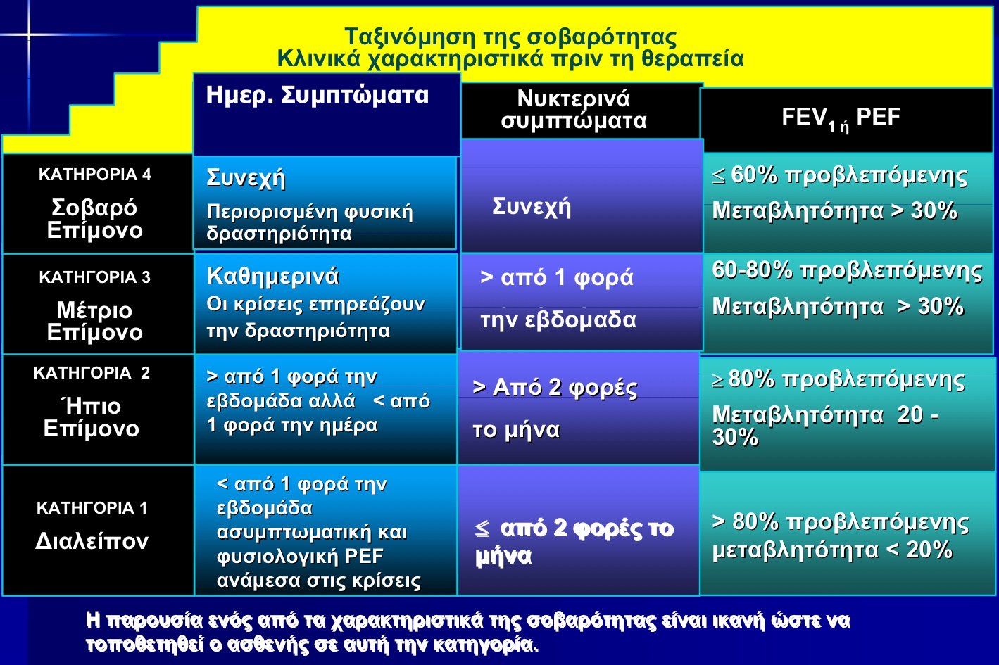 Ταξινόμηση της σοβαρότητας
Κλινικά χαρακτηριστικά πριν τη θεραπεία
Ημερ. Συμπτώματα
Νυκτερινά
συμπτώματα
FEV1 ή PEF
ΚΑΤΗΡΟΡΙΑ 4
Σοβαρό
Επίμονο
Συνεχή
Περιορισμένη φυσική
δραστηριότητα
Συνεχή
≤ 60% προβλεπόμενης
Μεταβλητότητα > 30%
ΚΑΤΗΓΟΡΙΑ 3
Μέτριο
Επίμονο
Καθημερινά
Οι κρίσεις επηρεάζουν
την δραστηριότητα
> από 1 φορά
την εβδομαδα
60-80% προβλεπόμενης
Μεταβλητότητα > 30%
ΚΑΤΗΓΟΡΙΑ 2
Ήπιο
Επίμονο
> από 1 φορά την
εβδομάδα αλλά < από
1 φορά την ημέρα
> Από 2 φορές
το μήνα
≥ 80% προβλεπόμενης
Μεταβλητότητα 20 -
30%
ΚΑΤΗΓΟΡΙΑ 1
Διαλείπον
< από 1 φορά την
εβδομάδα
ασυμπτωματική και
φυσιολογική PEF
ανάμεσα στις κρίσεις
≤ από 2 φορές το
μήνα
> 80% προβλεπόμενης
μεταβλητότητα < 20%
Η παρουσία ενός από τα χαρακτηριστικά της σοβαρότητας είναι ικανή ώστε να
τοποθετηθεί ο ασθενής σε αυτή την κατηγορία.